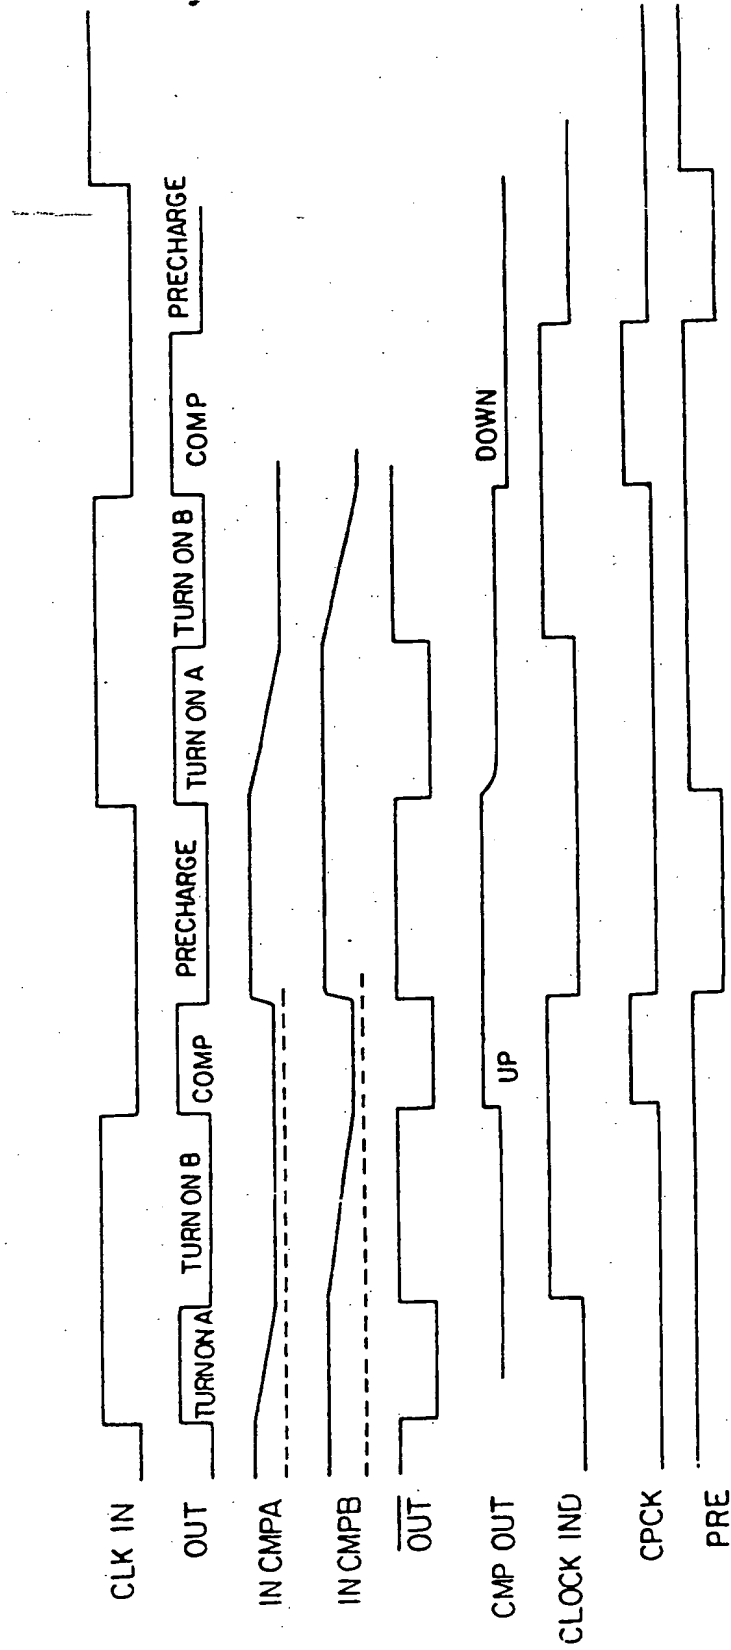 CLK IN
OUT
TURN ON A
TURN ON B
COMP
PRECHARGE
TURN ON A
TURN ON B
COMP
PRECHARGE
IN CMPA
IN CMPB
OUT
CMP OUT
UP
DOWN
CLOCK IND
CPCK
PRE